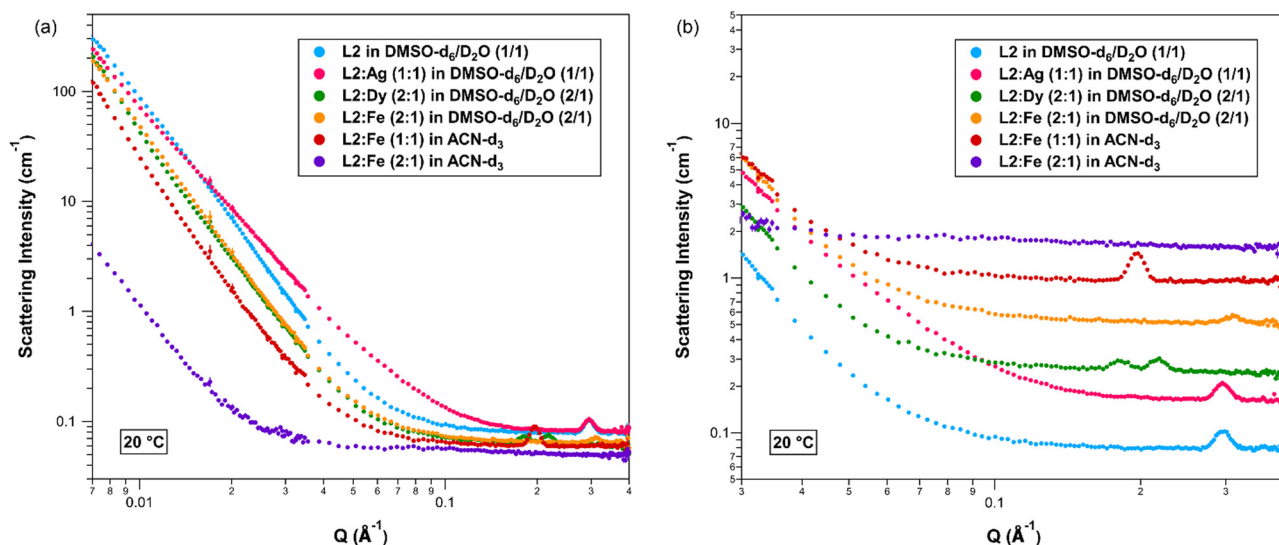 (a)
L2 in DMSO-d6/D2O (1/1)
L2:Ag (1:1) in DMSO-d6/D2O (1/1)
L2:Dy (2:1) in DMSO-d6/D2O (2/1)
L2:Fe (2:1) in DMSO-d6/D2O (2/1)
L2:Fe (1:1) in ACN-d3
L2:Fe (2:1) in ACN-d3
Scattering Intensity (cm-1)
100
10
1
0.1
20 °C
7 8 9 0.01 2 3 4 5 6 7 8 9 0.1 2 3 4
Q (Å-1)
(b)
L2 in DMSO-d6/D2O (1/1)
L2:Ag (1:1) in DMSO-d6/D2O (1/1)
L2:Dy (2:1) in DMSO-d6/D2O (2/1)
L2:Fe (2:1) in DMSO-d6/D2O (2/1)
L2:Fe (1:1) in ACN-d3
L2:Fe (2:1) in ACN-d3
Scattering Intensity (cm-1)
5
4
3
2
10
8
6
5
4
3
2
1
8
6
5
4
3
2
0.1
8
6
5
20 °C
3 4 5 6 7 8 9 0.1 2 3
Q (Å-1)